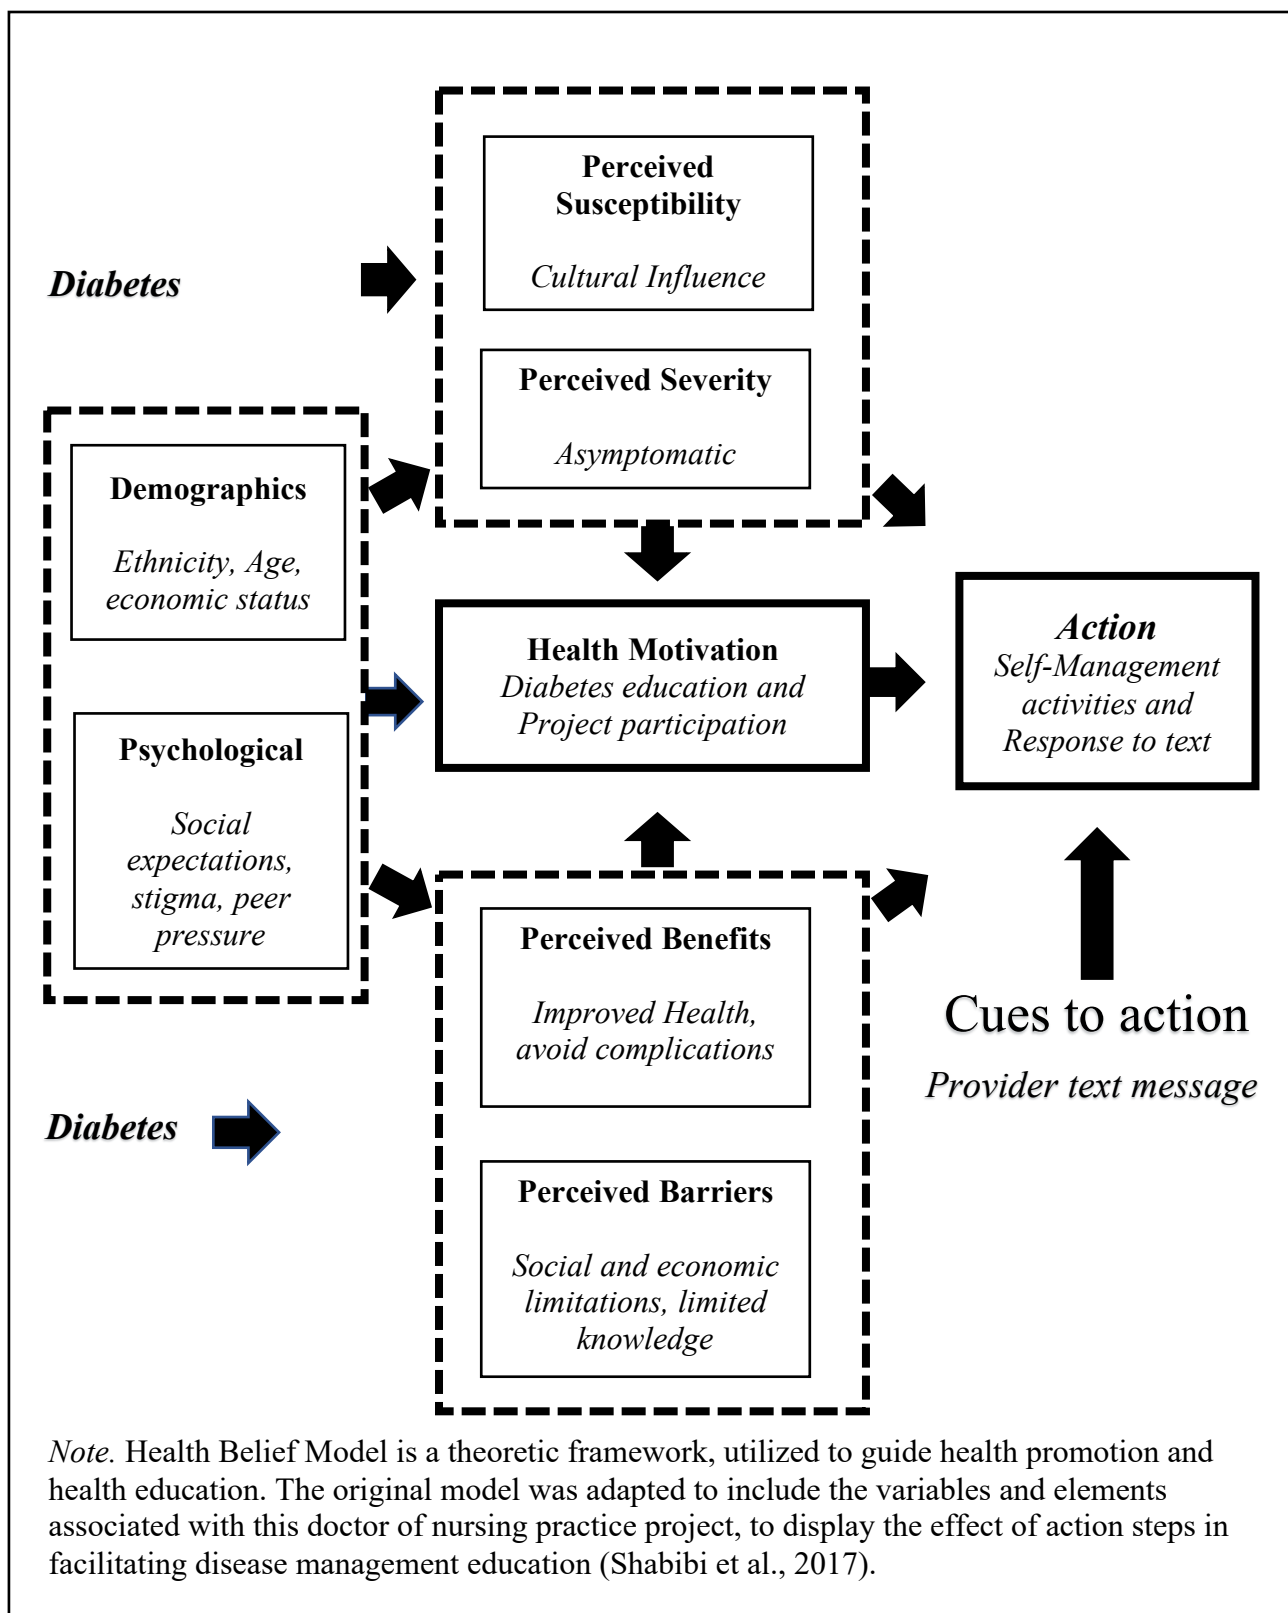 Perceived
Susceptibility
Cultural Influence
Diabetes
Perceived Severity
Asymptomatic
Demographics
Ethnicity, Age,
economic status
Psychological
Social
expectations,
stigma, peer
pressure
Health Motivation
Diabetes education and
Project participation
Action
Self-Management
activities and
Response to text
Perceived Benefits
Improved Health,
avoid complications
Cues to action
Provider text message
Diabetes
Perceived Barriers
Social and economic
limitations, limited
knowledge
Note. Health Belief Model is a theoretic framework, utilized to guide health promotion and
health education. The original model was adapted to include the variables and elements
associated with this doctor of nursing practice project, to display the effect of action steps in
facilitating disease management education (Shabibi et al., 2017).